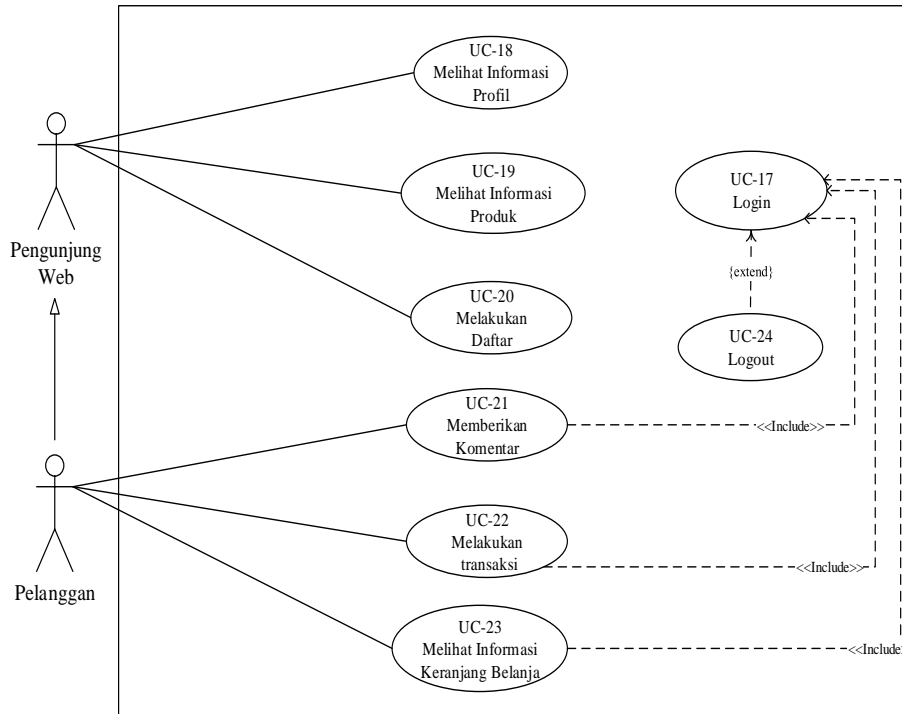 UC-18
Melihat Informasi
Profil
UC-19
Melihat Informasi
Produk
UC-17
Login
Pengunjung
Web
{extend}
UC-20
Melakukan
Daftar
UC-24
Logout
UC-21
Memberikan
Komentar
<<Include>>
UC-22
Melakukan
transaksi
<<Include>>
Pelanggan
UC-23
Melihat Informasi
Keranjang Belanja
<<Include>